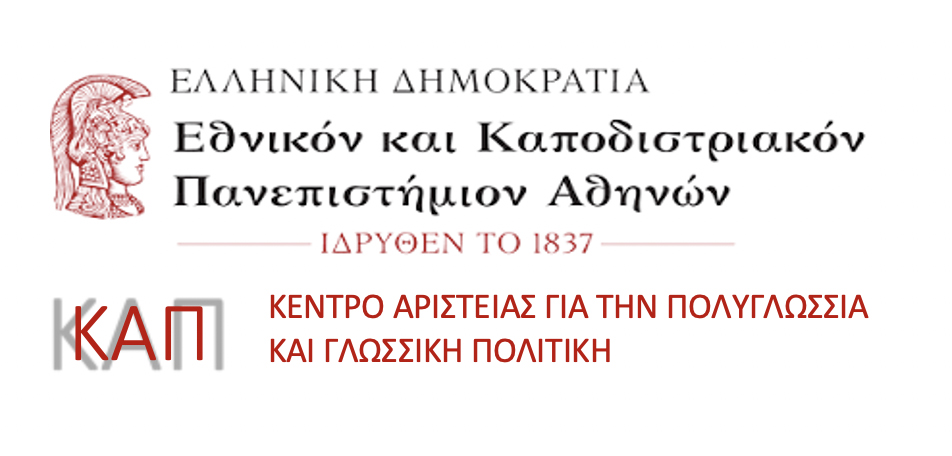 ΕΛΛΗΝΙΚΗ ΔΗΜΟΚΡΑΤΙΑ
Εθνικόν και Καποδιστριακόν
Πανεπιστήμιον Αθηνών
ΙΔΡΥΘΕΝ ΤΟ 1837
ΚΑΠ
ΚΕΝΤΡΟ ΑΡΙΣΤΕΙΑΣ ΓΙΑ ΤΗΝ ΠΟΛΥΓΛΩΣΣΙΑ
ΚΑΙ ΓΛΩΣΣΙΚΗ ΠΟΛΙΤΙΚΗ